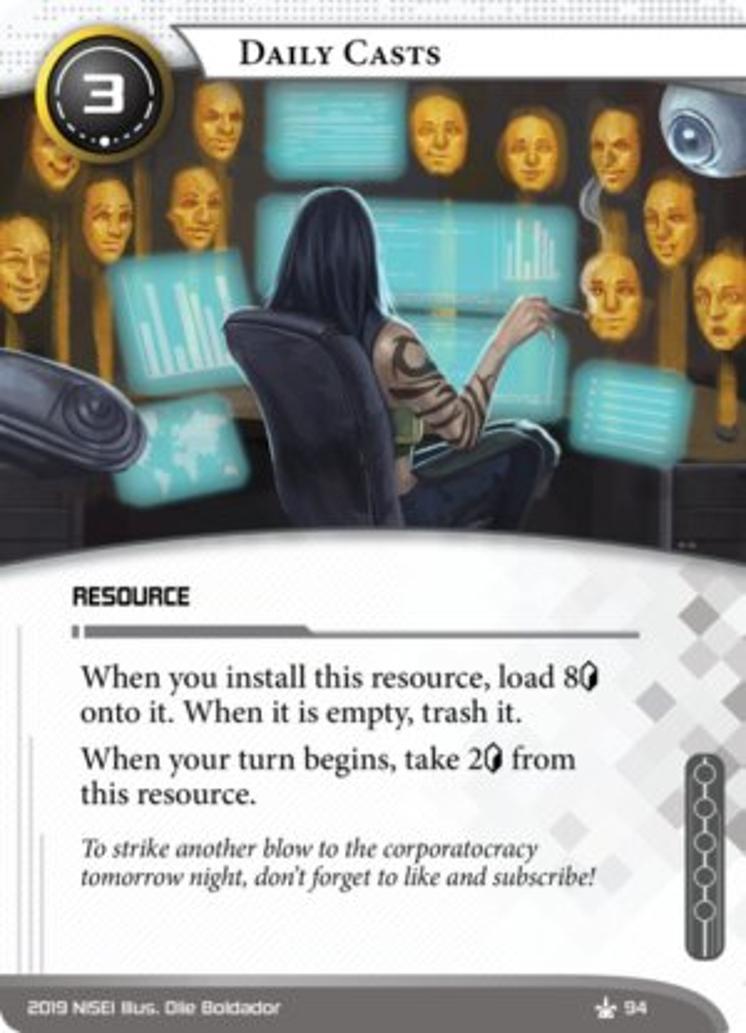 3
Daily Casts
RESOURCE
When you install this resource, load 8
onto it. When it is empty, trash it.
When your turn begins, take 2 from
this resource.
To strike another blow to the corporatocracy
tomorrow night, don't forget to like and subscribe!
2019 NISEI Illus. Olie Boldador
94